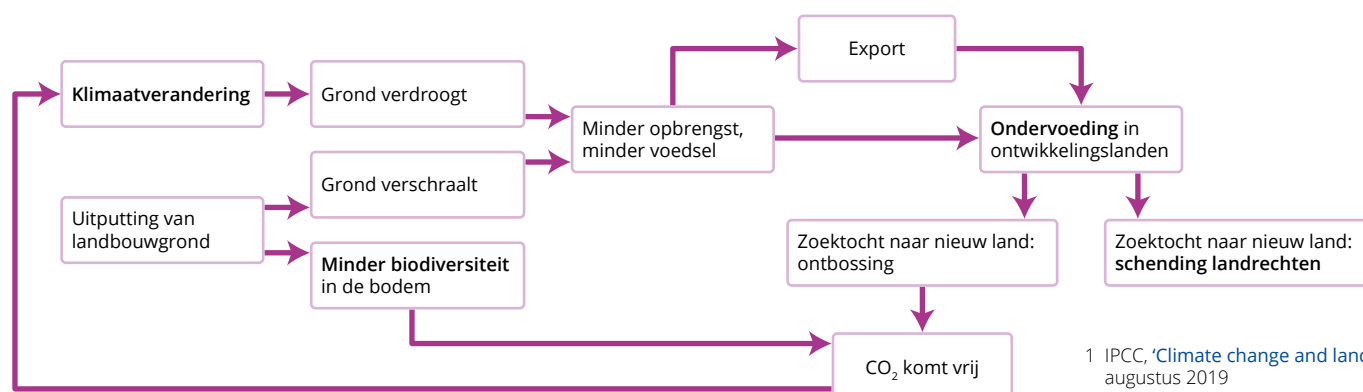 Export
Klimaatverandering
Grond verdroogt
Minder opbrengst,
minder voedsel
Ondervoeding in
ontwikkelingslanden
Grond verschraalt
Uitputting van
landbouwgrond
Minder biodiversiteit
in de bodem
Zoektocht naar nieuw land:
ontbossing
Zoektocht naar nieuw land:
schending landrechten
CO₂ komt vrij
1 IPCC, ‘Climate change and land
augustus 2019